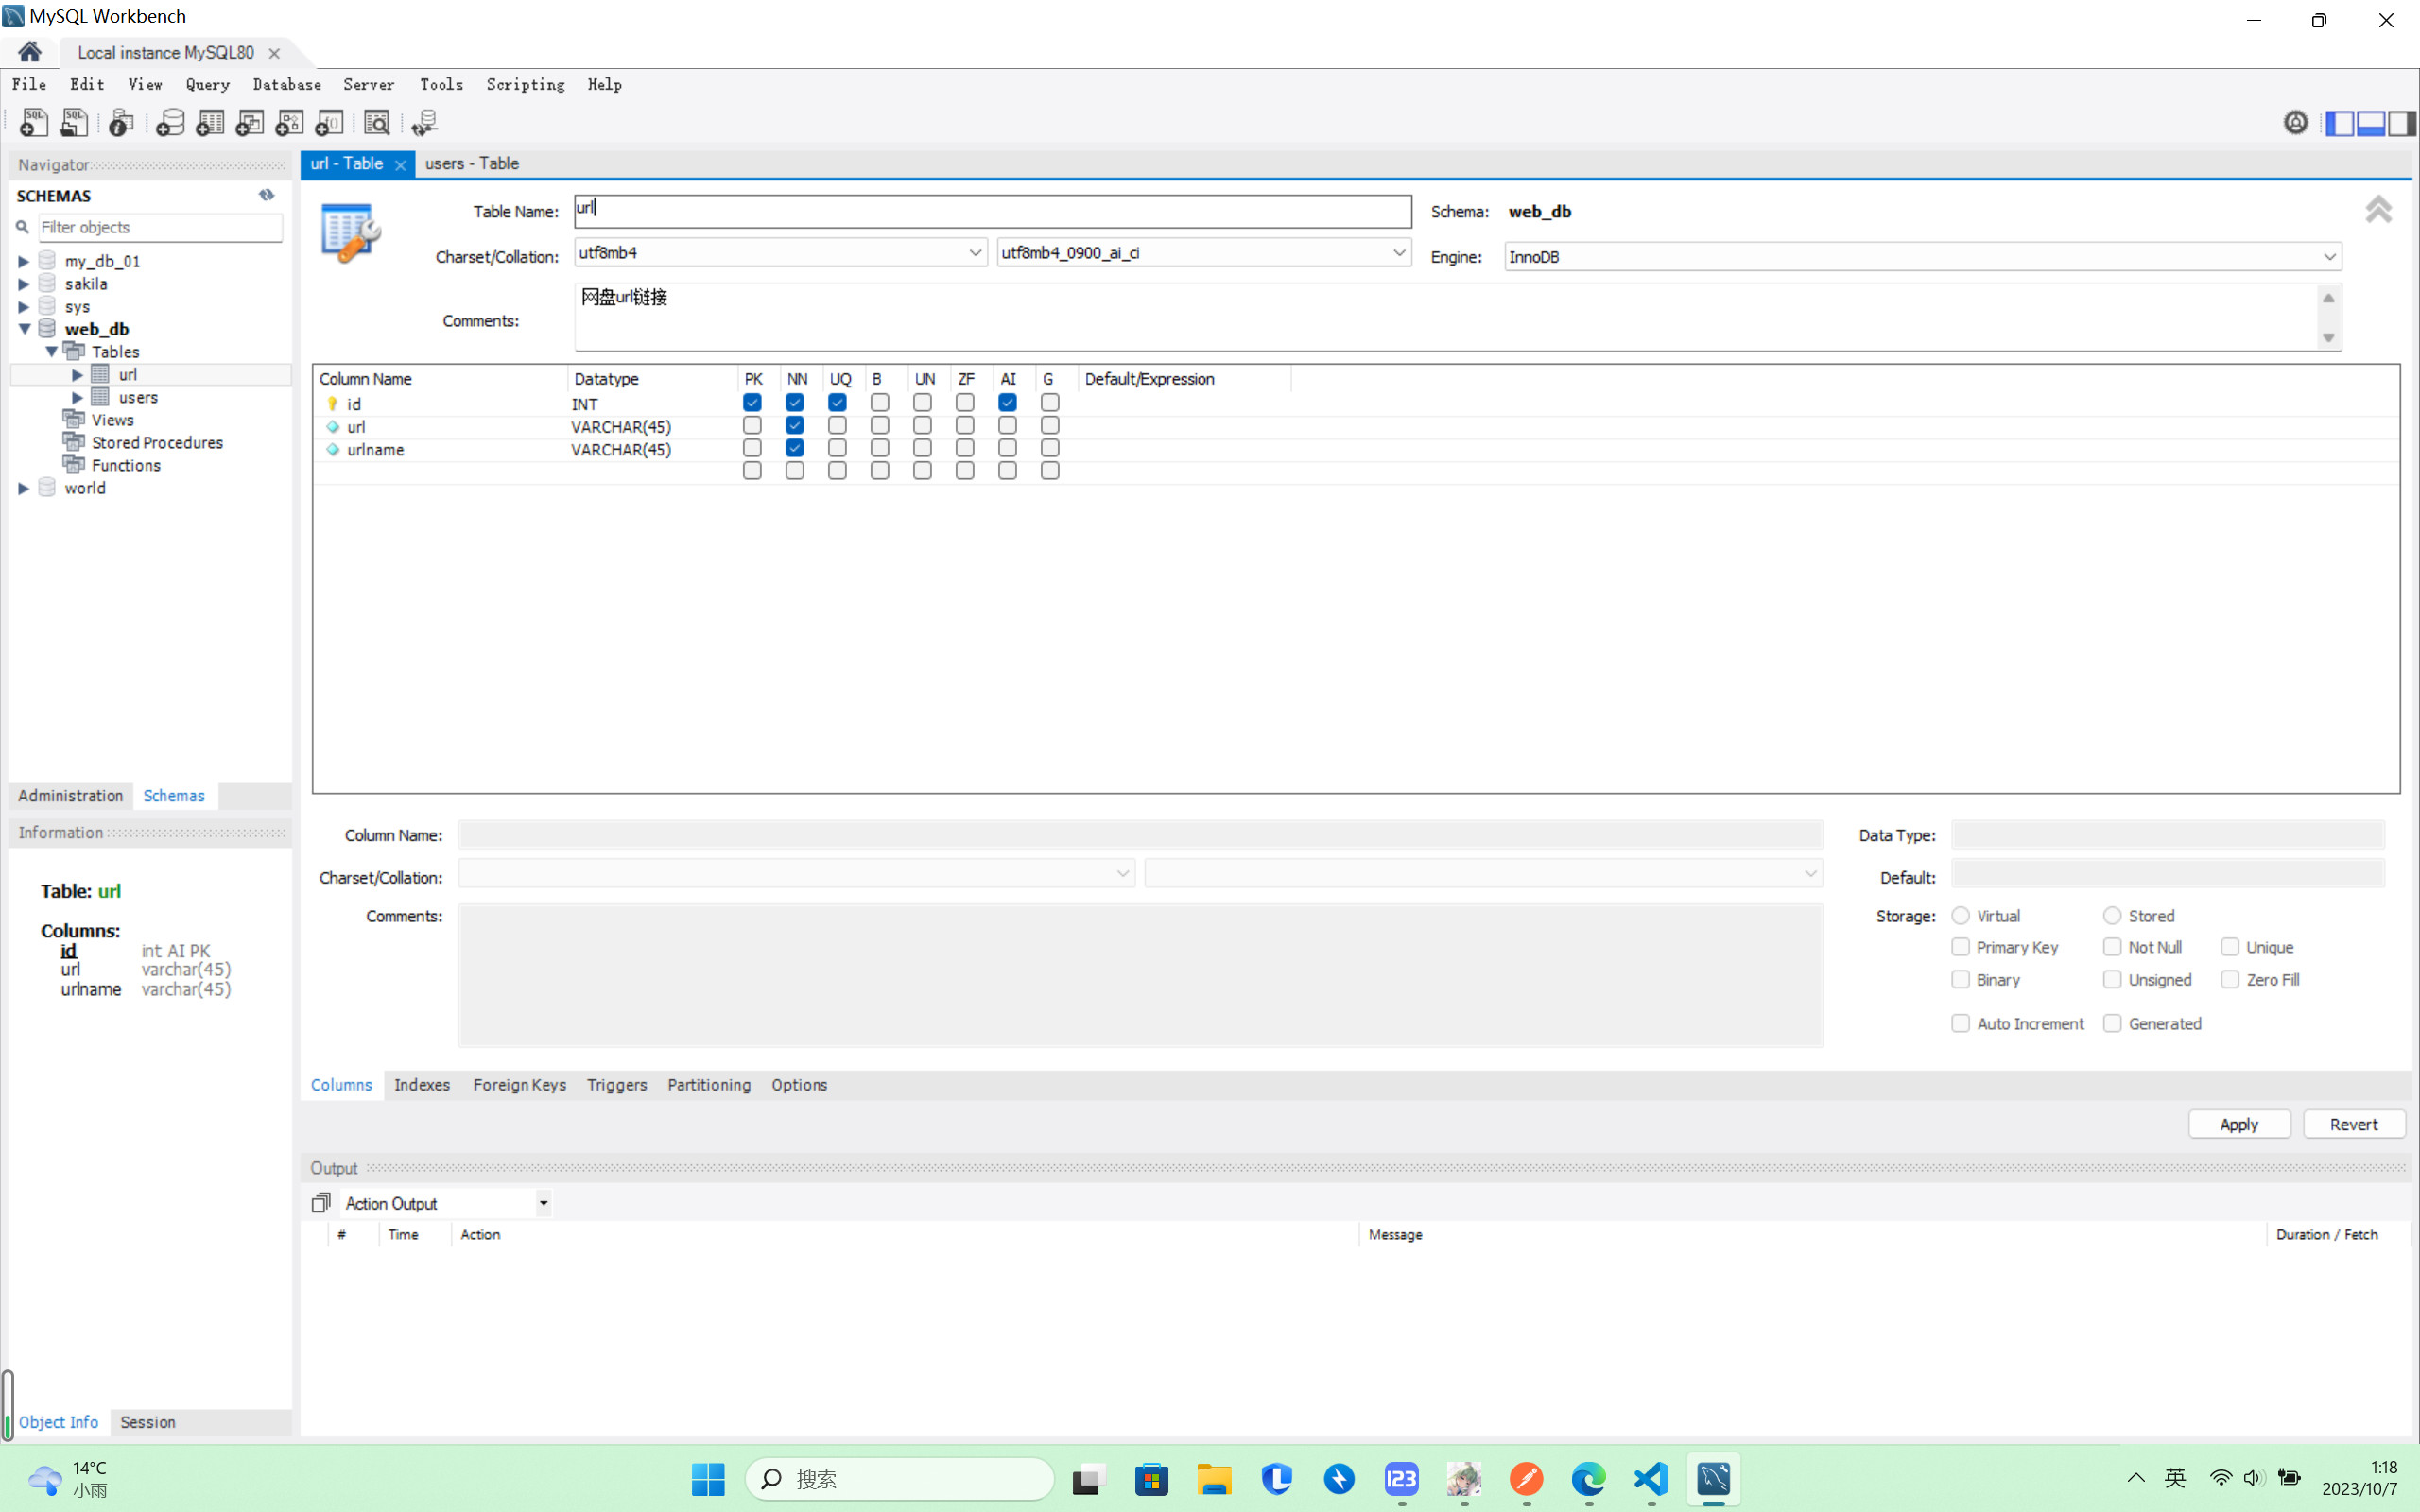 MySQL Workbench
Local instance MySQL80
File Edit View Query Database Server Tools Scripting Help
Navigator
SCHEMAS
Filter objects
my_db_01
sakila
sys
web_db
Tables
url
users
Views
Stored Procedures
Functions
world
Administration Schemas
Information
Table: url
Columns:
id int AI PK
url varchar(45)
urlname varchar(45)
Object Info Session
url - Table users - Table
Table Name: url Schema: web_db
Charset/Collation: utf8mb4 utf8mb4_0900_ai_ci Engine: InnoDB
Comments: 网盘url链接
Column Name Datatype PK NN UQ B UN ZF AI G Default/Expression
id INT
url VARCHAR(45)
urlname VARCHAR(45)
Column Name: Data Type:
Charset/Collation: Default:
Comments: Storage: Virtual Stored
Primary Key Not Null Unique
Binary Unsigned Zero Fill
Auto Increment Generated
Columns Indexes Foreign Keys Triggers Partitioning Options
Apply Revert
Output
Action Output
# Time Action Message Duration / Fetch
14°C
小雨
搜索
123
英
1:18
2023/10/7